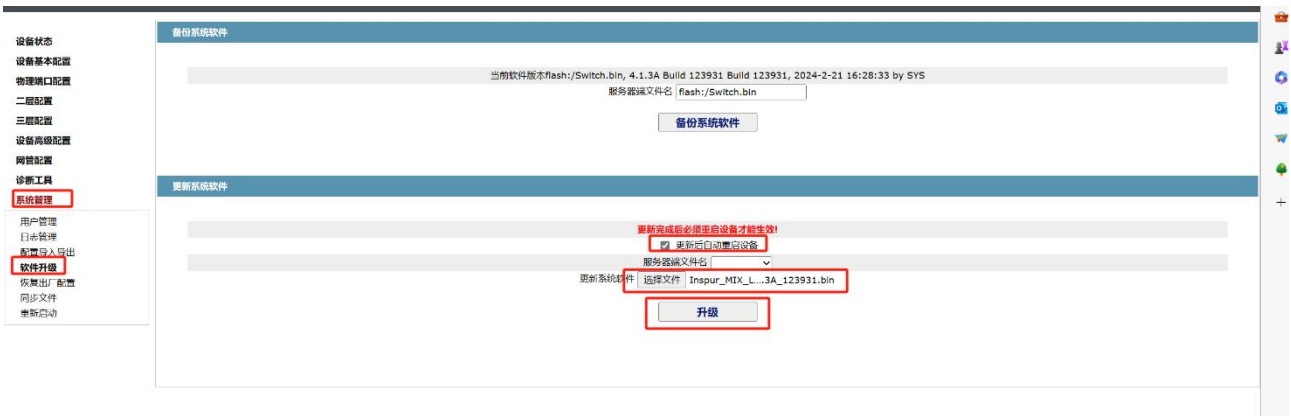 设备状态
设备基本配置
物理端口配置
二层配置
三层配置
设备高级配置
网管配置
诊断工具
系统管理
用户管理
日志管理
配置导入导出
软件升级
恢复出厂配置
同步文件
重新启动
备份系统软件
当前软件版本flash:/Switch.bin, 4.1.3A Build 123931 Build 123931, 2024-2-21 16:28:33 by SYS
服务器端文件名 flash:/Switch.bin
备份系统软件
更新系统软件
更新完成后必须重启设备才能生效!
更新后自动重启设备
服务器端文件名
更新系统软件 选择文件 Inspur_MIX_L....3A_123931.bin
升级